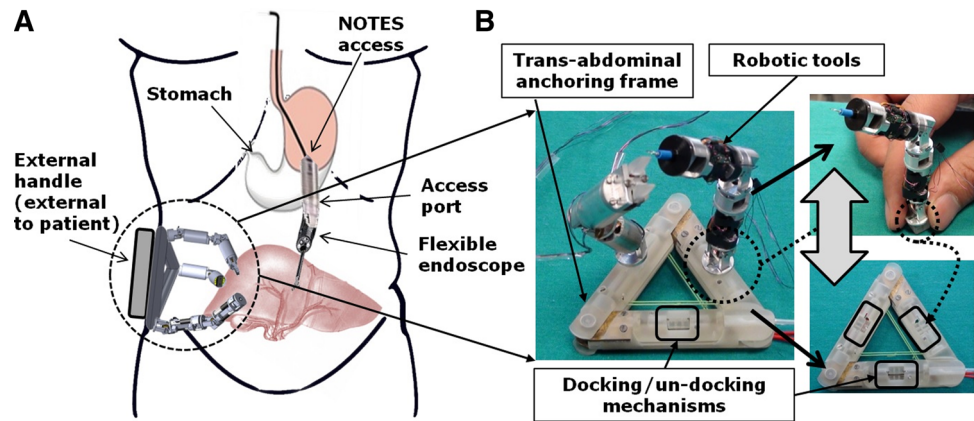 A
NOTES
access
Stomach
External
handle
(external
to patient)
Access
port
Flexible
endoscope
B
Trans-abdominal
anchoring frame
Robotic tools
Docking/un-docking
mechanisms